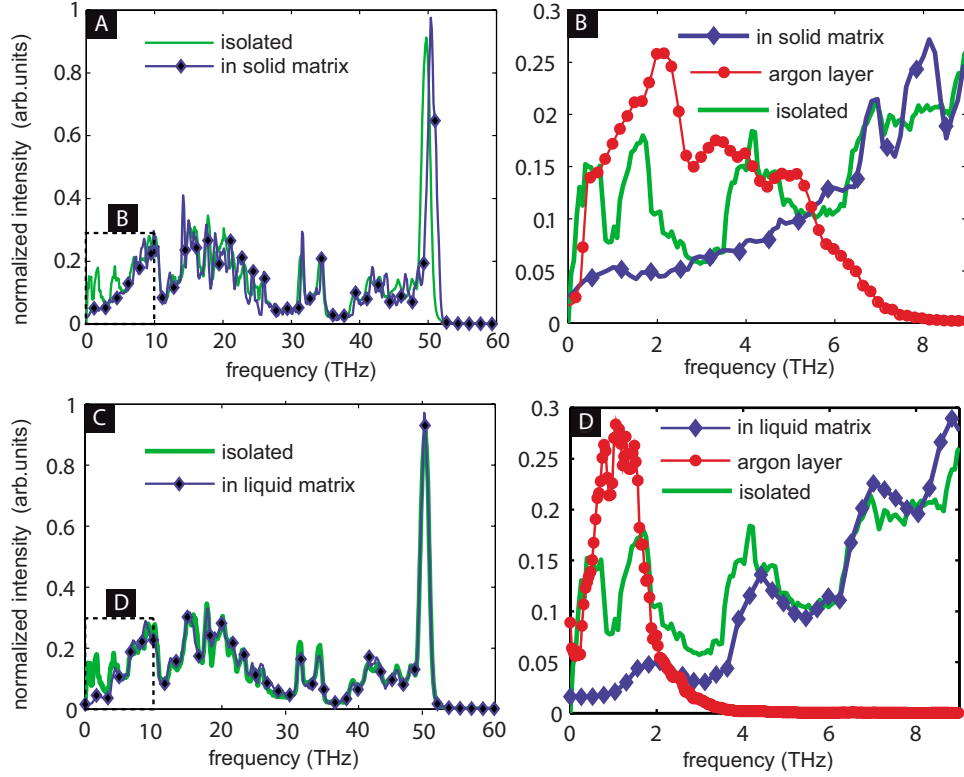 A
isolated
in solid matrix
B
normalized intensity (arb.units)
1
0.8
0.6
0.4
0.2
0
0 10 20 30 40 50 60
frequency (THz)
B
in solid matrix
argon layer
isolated
0.3
0.25
0.2
0.15
0.1
0.05
0
0 2 4 6 8
frequency (THz)
C
isolated
in liquid matrix
D
normalized intensity (arb.units)
1
0.8
0.6
0.4
0.2
0
0 10 20 30 40 50 60
frequency (THz)
D
in liquid matrix
argon layer
isolated
0.3
0.25
0.2
0.15
0.1
0.05
0
0 2 4 6 8
frequency (THz)